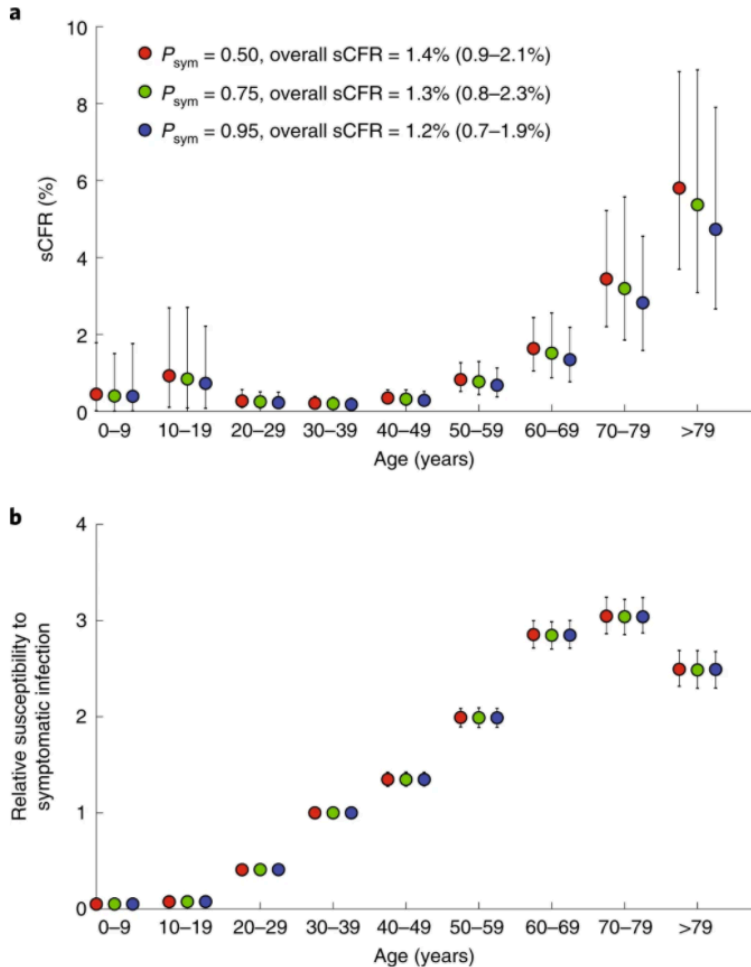 a
10
P_sym = 0.50, overall sCFR = 1.4% (0.9–2.1%)
8
P_sym = 0.75, overall sCFR = 1.3% (0.8–2.3%)
P_sym = 0.95, overall sCFR = 1.2% (0.7–1.9%)
6
sCFR (%)
4
2
0
0–9 10–19 20–29 30–39 40–49 50–59 60–69 70–79 >79
Age (years)
b
4
3
Relative susceptibility to
symptomatic infection
2
1
0
0–9 10–19 20–29 30–39 40–49 50–59 60–69 70–79 >79
Age (years)